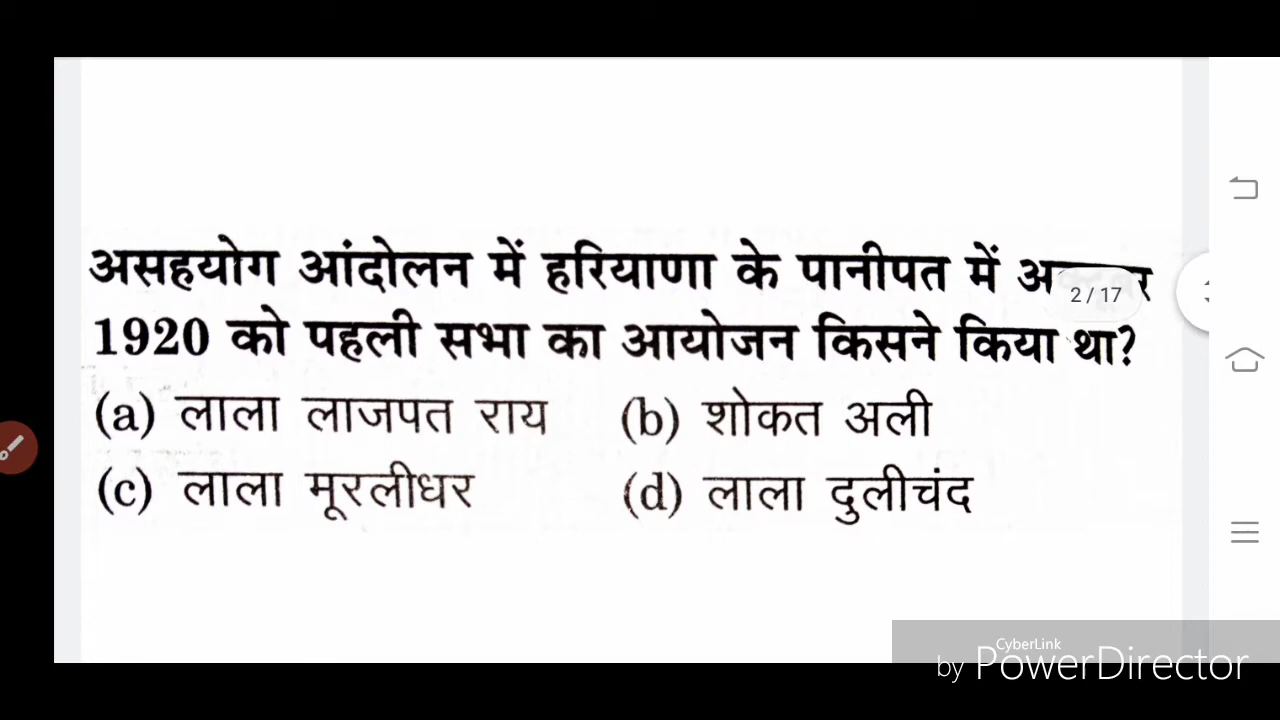 असहयोग आंदोलन में हरियाणा के पानीपत में
2 / 17
1920 को पहली सभा का आयोजन किसने किया था?
(a) लाला लाजपत राय (b) शोकत अली
(c) लाला मूरलीधर (d) लाला दुलीचंद
CyberLink
by PowerDirector